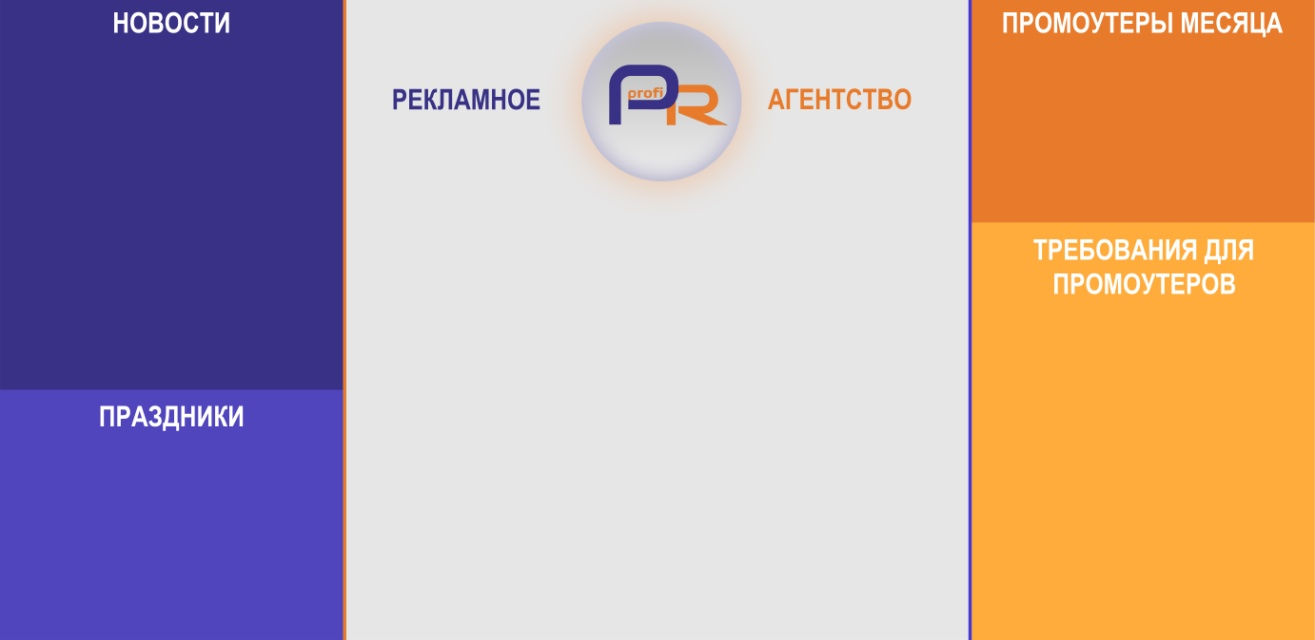 НОВОСТИ
ПРАЗДНИКИ
РЕКЛАМНОЕ
profi
PR
АГЕНТСТВО
ПРОМОУТЕРЫ МЕСЯЦА
ТРЕБОВАНИЯ ДЛЯ
ПРОМОУТЕРОВ